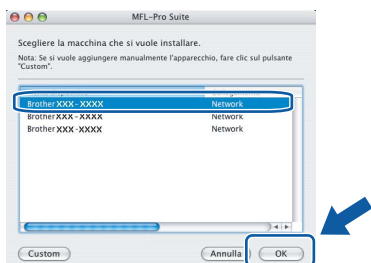 MFL-Pro Suite
Scegliere la macchina che si vuole installare.
Nota: Se si vuole aggiungere manualmente l'apparecchio, fare clic sul pulsante
"Custom".
Brother XXX-XXXX Network
Brother XXX-XXXX Network
Brother XXX-XXXX Network
Custom Annulla OK